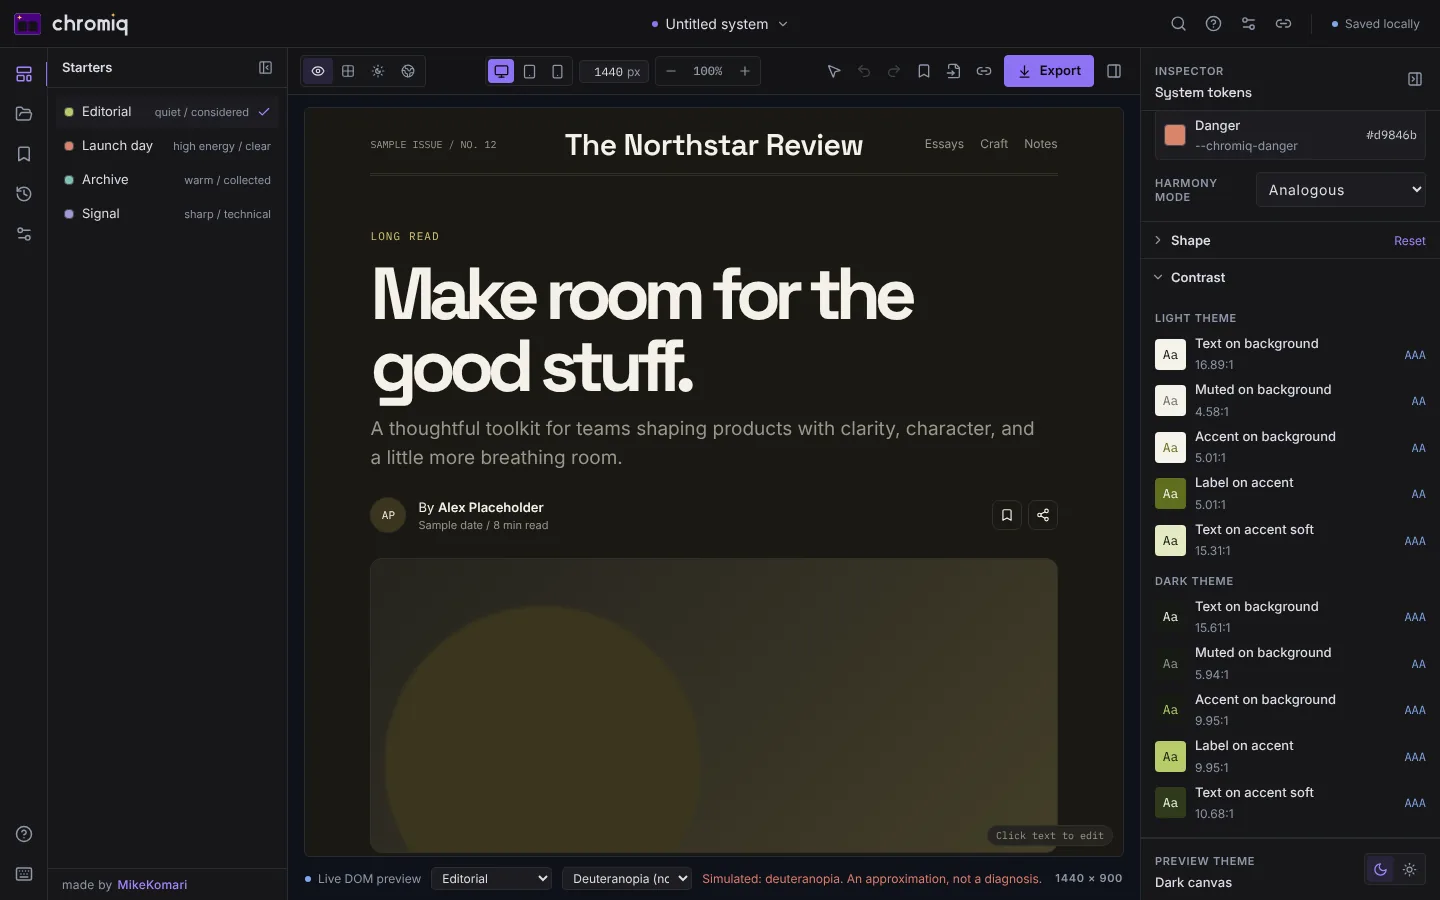 chromiq
Untitled system
Saved locally
Starters
Editorial quiet / considered
Launch day high energy / clear
Archive warm / collected
Signal sharp / technical
made by MikeKomari
1440 px
100%
Export
SAMPLE ISSUE / NO. 12
The Northstar Review
Essays Craft Notes
LONG READ
Make room for the
good stuff.
A thoughtful toolkit for teams shaping products with clarity, character, and
a little more breathing room.
AP
By Alex Placeholder
Sample date / 8 min read
Click text to edit
Live DOM preview
Editorial
Deuteranopia (nc
Simulated: deuteranopia. An approximation, not a diagnosis.
1440 × 900
INSPECTOR
System tokens
Danger
--chromiq-danger
#d9846b
HARMONY
MODE
Analogous
Shape
Reset
Contrast
LIGHT THEME
Aa Text on background
16.89:1
AAA
Aa Muted on background
4.58:1
AA
Aa Accent on background
5.01:1
AA
Aa Label on accent
5.01:1
AA
Aa Text on accent soft
15.31:1
AAA
DARK THEME
Aa Text on background
15.61:1
AAA
Aa Muted on background
5.94:1
AA
Aa Accent on background
9.95:1
AAA
Aa Label on accent
9.95:1
AAA
Aa Text on accent soft
10.68:1
AAA
PREVIEW THEME
Dark canvas